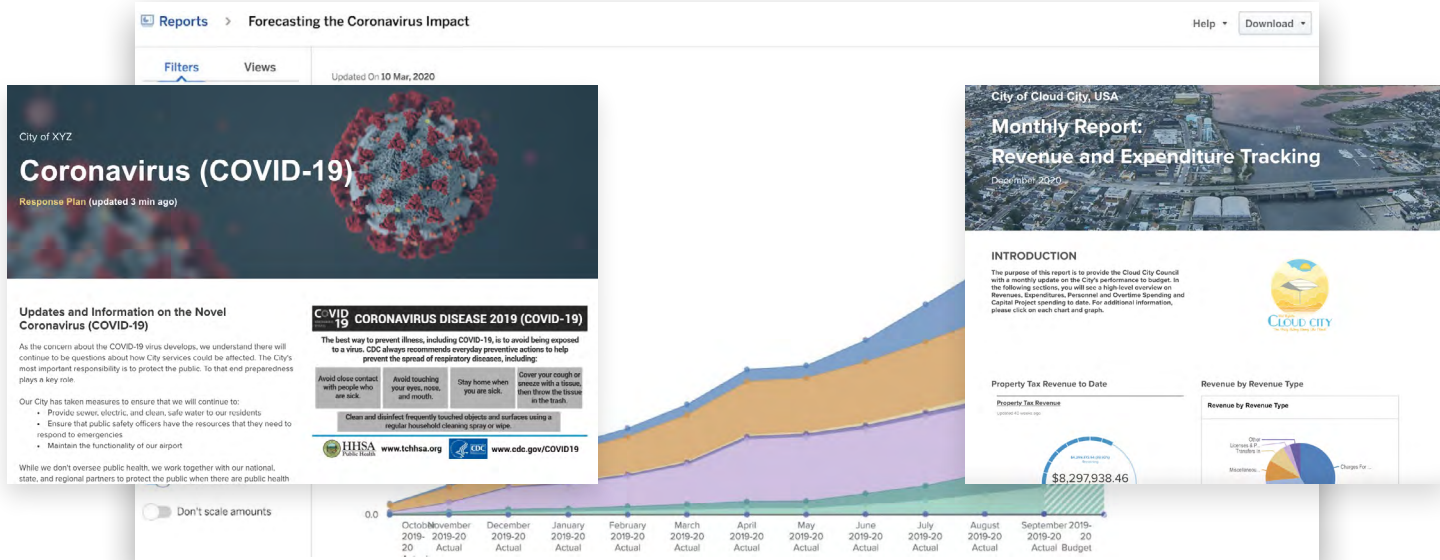 Reports > Forecasting the Coronavirus Impact
Help
Download
Filters
Views
Updated On 10 Mar, 2020
City of XYZ
Coronavirus (COVID-19)
Response Plan (updated 3 min ago)
Updates and Information on the Novel
Coronavirus (COVID-19)
As the concern about the COVID-19 virus develops, we understand there will
continue to be questions about how City services could be affected. The City's
most important responsibility is to protect the public. To that end preparedness
plays a key role.
Our City has taken measures to ensure that we will continue to:
• Provide sewer, electric, and clean, safe water to our residents
• Ensure that public safety officers have the resources that they need to
respond to emergencies
• Maintain the functionality of our airport
While we don't oversee public health, we work together with our national,
state, and regional partners to protect the public when there are public health
COVID
19
CORONAVIRUS DISEASE 2019 (COVID-19)
The best way to prevent illness, including COVID-19, is to avoid being exposed
to a virus. CDC always recommends everyday preventive actions to help
prevent the spread of respiratory diseases, including:
Avoid close contact
with people who
are sick.
Avoid touching
your eyes, nose,
and mouth.
Stay home when
you are sick.
Cover your cough or
sneeze with a tissue,
then throw the tissue
in the trash.
Clean and disinfect frequently touched objects and surfaces using a
regular household cleaning spray or wipe.
HHSA
Public Health
www.tchhsa.org
CDC
www.cdc.gov/COVID19
City of Cloud City, USA
Monthly Report:
Revenue and Expenditure Tracking
December 2020
INTRODUCTION
The purpose of this report is to provide the Cloud City Council
with a monthly update on the City's performance to budget. In
the following sections, you will see a high-level overview on
Revenues, Expenditures, Personnel and Overtime Spending and
Capital Project spending to date. For additional information,
please click on each chart and graph.
CLOUD CITY
Property Tax Revenue to Date
Property Tax Revenue
$8,297,938.46
Revenue by Revenue Type
Revenue by Revenue Type
Other
Licenses & P...
Transfers In
Miscellaneou...
Charges For ...
Don't scale amounts
0.0
October
2019-
20
November
2019-20
Actual
December
2019-20
Actual
January
2019-20
Actual
February
2019-20
Actual
March
2019-20
Actual
April
2019-20
Actual
May
2019-20
Actual
June
2019-20
Actual
July
2019-20
Actual
August
2019-20
Actual
September
2019-20
Actual
2019-
20
Budget